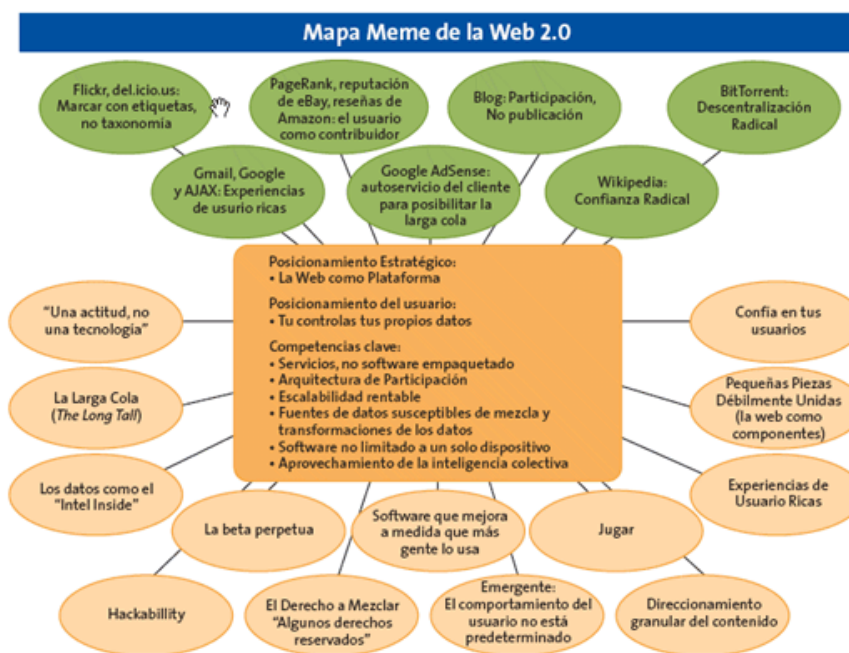 Mapa Meme de la Web 2.0
Flickr, del.icio.us:
Marcar con etiquetas,
no taxonomia
PageRank, reputación
de eBay, reseñas de
Amazon: el usuario
como contribuidor
Blog: Participación,
No publicación
BitTorrent:
Descentralización
Radical
Gmail, Google
y AJAX: Experiencias
de usurio ricas
Google AdSense:
autoservicio del cliente
para posibilitar la
larga cola
Wikipedia:
Confianza Radical
Posicionamiento Estratégico:
• La Web como Plataforma
Posicionamiento del usuario:
• Tu controlas tus propios datos
Competencias clave:
• Servicios, no software empaquetado
• Arquitectura de Participación
• Escalabilidad rentable
• Fuentes de datos susceptibles de mezcla y
transformaciones de los datos
• Software no limitado a un solo dispositivo
• Aprovechamiento de la inteligencia colectiva
“Una actitud, no
una tecnología”
La Larga Cola
(The Long Tall)
Los datos como el
“Intel Inside”
Confia en tus
usuarios
Pequeñas Piezas
Débilmente Unidas
(la web como
componentes)
Experiencias de
Usuario Ricas
La beta perpetua
Software que mejora
a medida que más
gente lo usa
Jugar
Hackabillity
El Derecho a Mezclar
“Algunos derechos
reservados”
Emergente:
El comportamiento del
usuario no está
predeterminado
Direccionamiento
granular del contenido